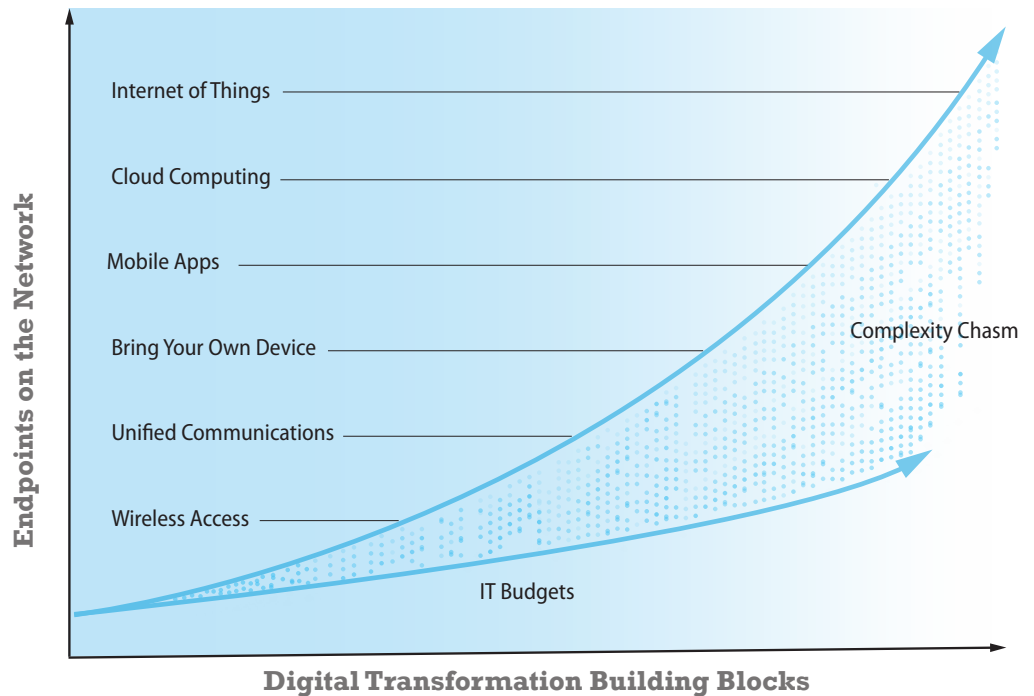 Internet of Things
Cloud Computing
Mobile Apps
Bring Your Own Device
Unified Communications
Wireless Access
Complexity Chasm
IT Budgets
Endpoints on the Network
Digital Transformation Building Blocks